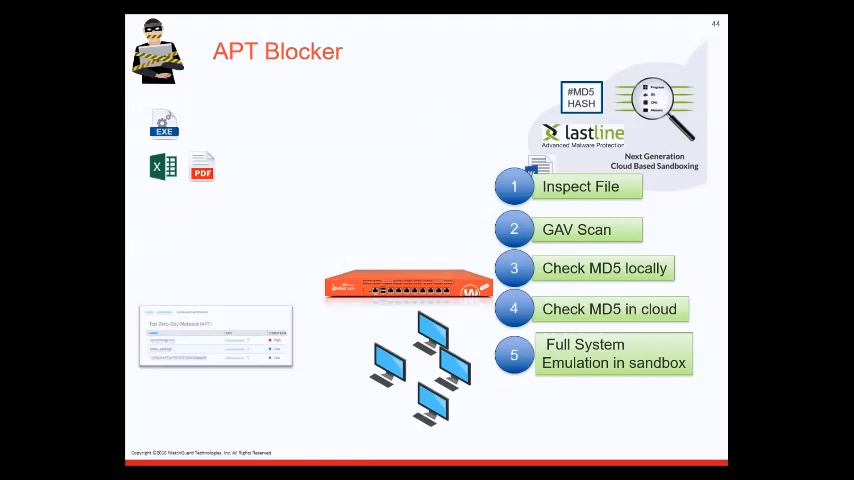 44
APT Blocker
#MD5
HASH
Program
lastline
Advanced Malware Protection
Next Generation
Cloud Based Sandboxing
EXE
PDF
1 Inspect File
2 GAV Scan
3 Check MD5 locally
4 Check MD5 in cloud
5 Full System
Emulation in sandbox
Top Zero-Day Malware (APT)
High
Copyright ©2016 WatchGuard Technologies, Inc. All Rights Reserved